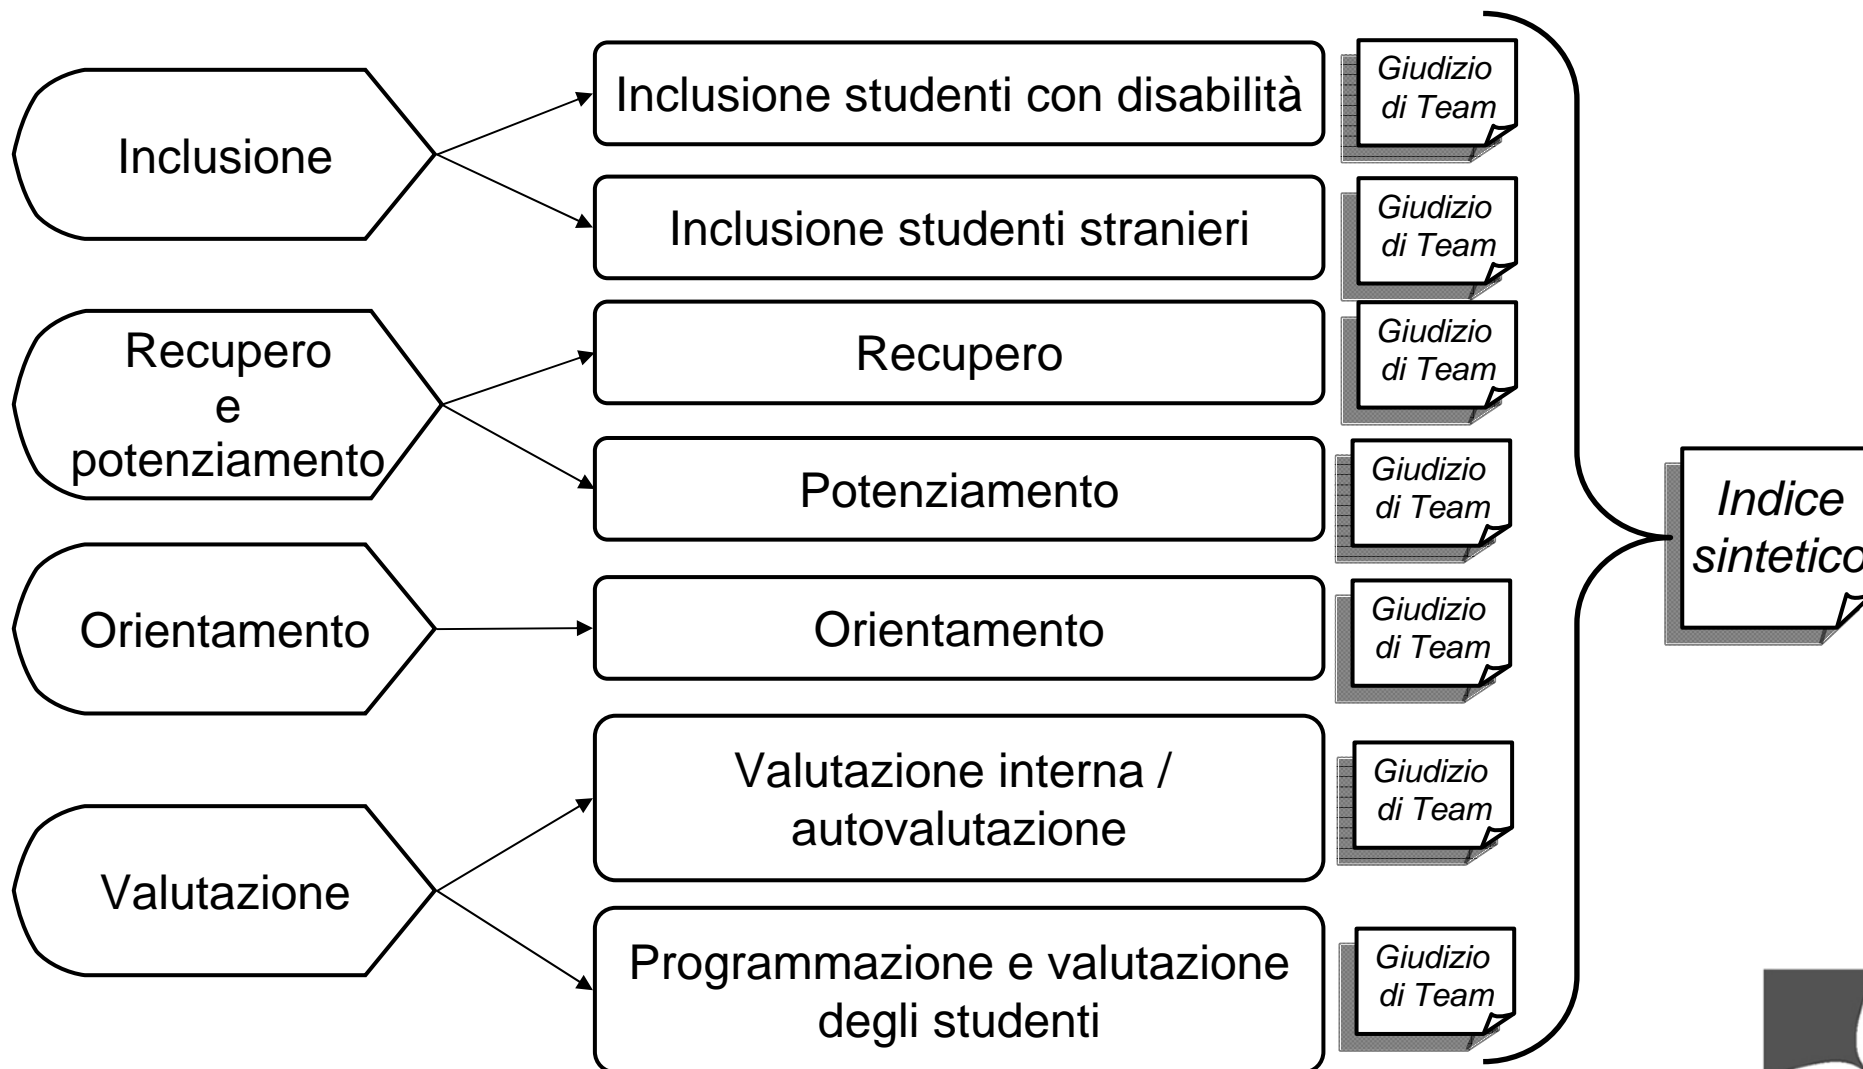 Inclusione
Inclusione studenti con disabilità
Giudizio
di Team
Inclusione studenti stranieri
Giudizio
di Team
Recupero
e
potenziamento
Recupero
Giudizio
di Team
Potenziamento
Giudizio
di Team
Orientamento
Orientamento
Giudizio
di Team
Valutazione
Valutazione interna /
autovalutazione
Giudizio
di Team
Programmazione e valutazione
degli studenti
Giudizio
di Team
Indice
sintetico